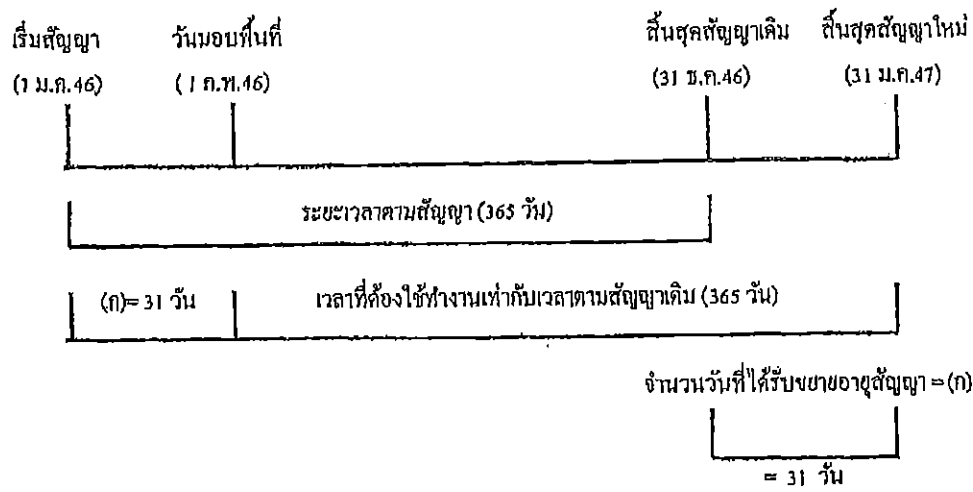 เริ่มสัญญา วันมอบพื้นที่ สิ้นสุดสัญญาเดิม สิ้นสุดสัญญาใหม่
(1 ม.ค.46) (1 ก.พ.46) (31 ธ.ค.46) (31 ม.ค.47)
ระยะเวลาตามสัญญา (365 วัน)
(ก)= 31 วัน เวลาที่ต้องใช้ทำงานเท่ากับเวลาตามสัญญาเดิม (365 วัน)
จำนวนวันที่ได้รับขยายอายุสัญญา = (ก)
= 31 วัน